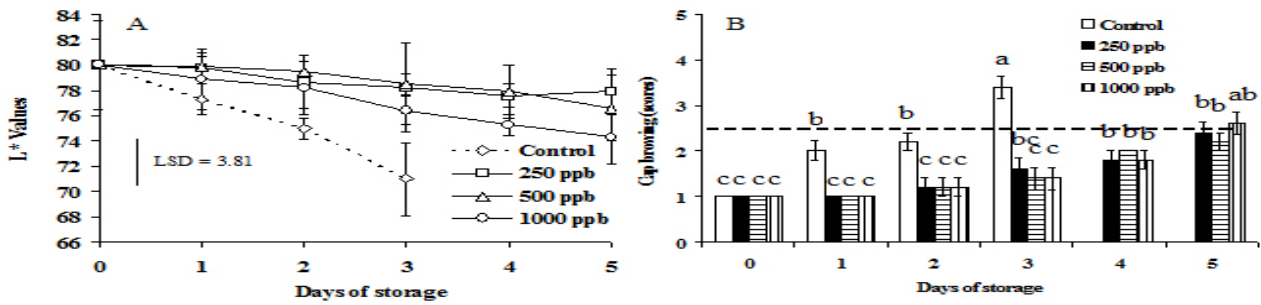 A
L* Values
84
82
80
78
76
74
72
70
68
66
LSD = 3.81
Control
250 ppb
500 ppb
1000 ppb
0 1 2 3 4 5
Days of storage
B
Cap browing (scores)
5
4
3
2
1
0
Control
250 ppb
500 ppb
1000 ppb
c c c c
b c c c
b c c c
a bc c c
b b b
b b ab
0 1 2 3 4 5
Days of storage